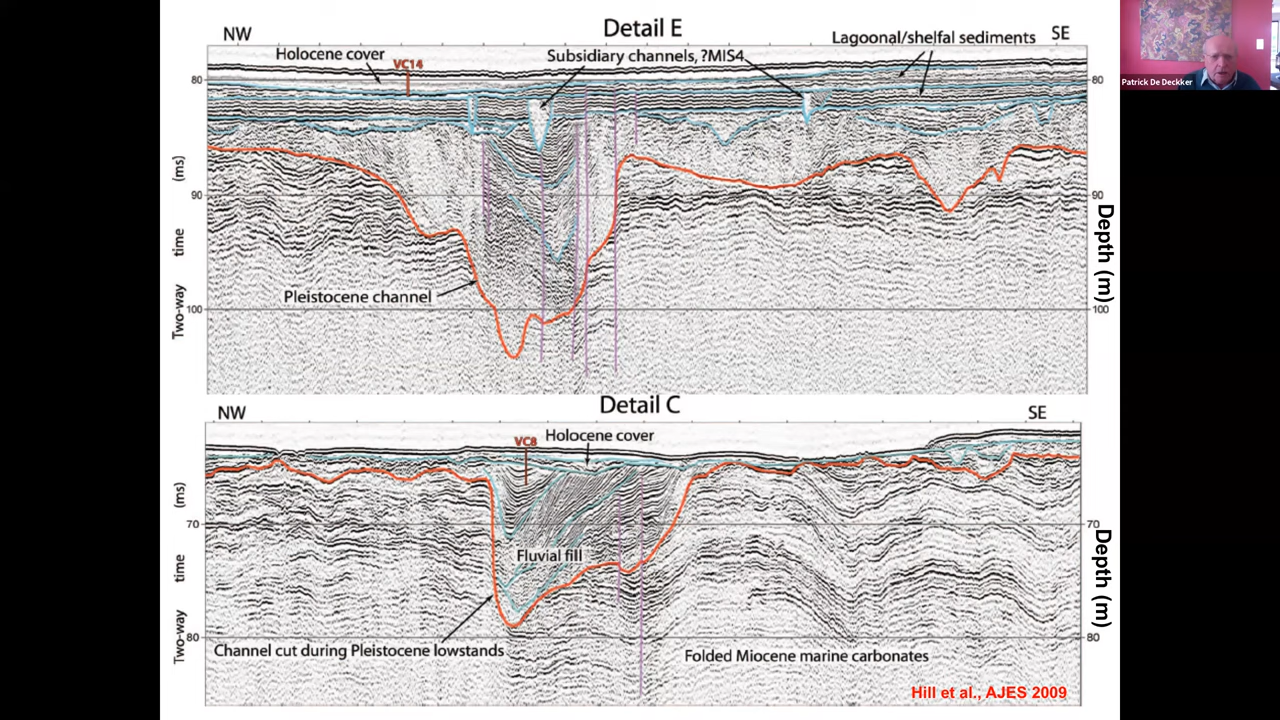 Detail E
NW
SE
Holocene cover
VC14
Subsidiary channels, ?MIS4
Lagoonal/shelfal sediments
80
80
90
90
100
100
Two-way time (ms)
Depth (m)
Pleistocene channel
Detail C
NW
SE
VC8
Holocene cover
70
70
80
80
Two-way time (ms)
Depth (m)
Fluvial fill
Channel cut during Pleistocene lowstands
Folded Miocene marine carbonates
Hill et al., AJES 2009
Patrick De Deckker